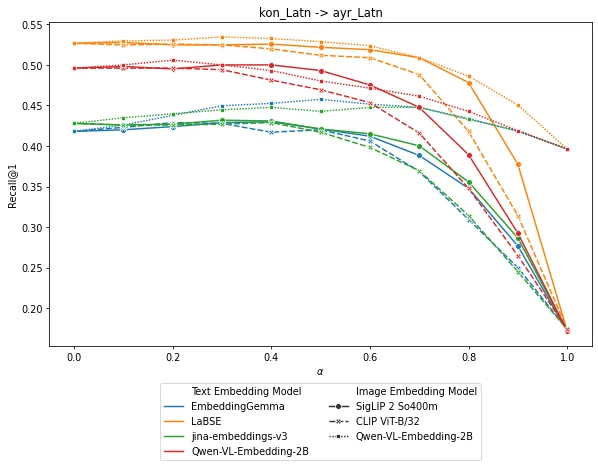 kon_Latn -> ayr_Latn
0.55
0.50
0.45
0.40
0.35
0.30
0.25
0.20
Recall@1
0.0 0.2 0.4 0.6 0.8 1.0
α
Text Embedding Model
EmbeddingGemma
LaBSE
jina-embeddings-v3
Qwen-VL-Embedding-2B
Image Embedding Model
SigLIP 2 So400m
CLIP ViT-B/32
Qwen-VL-Embedding-2B